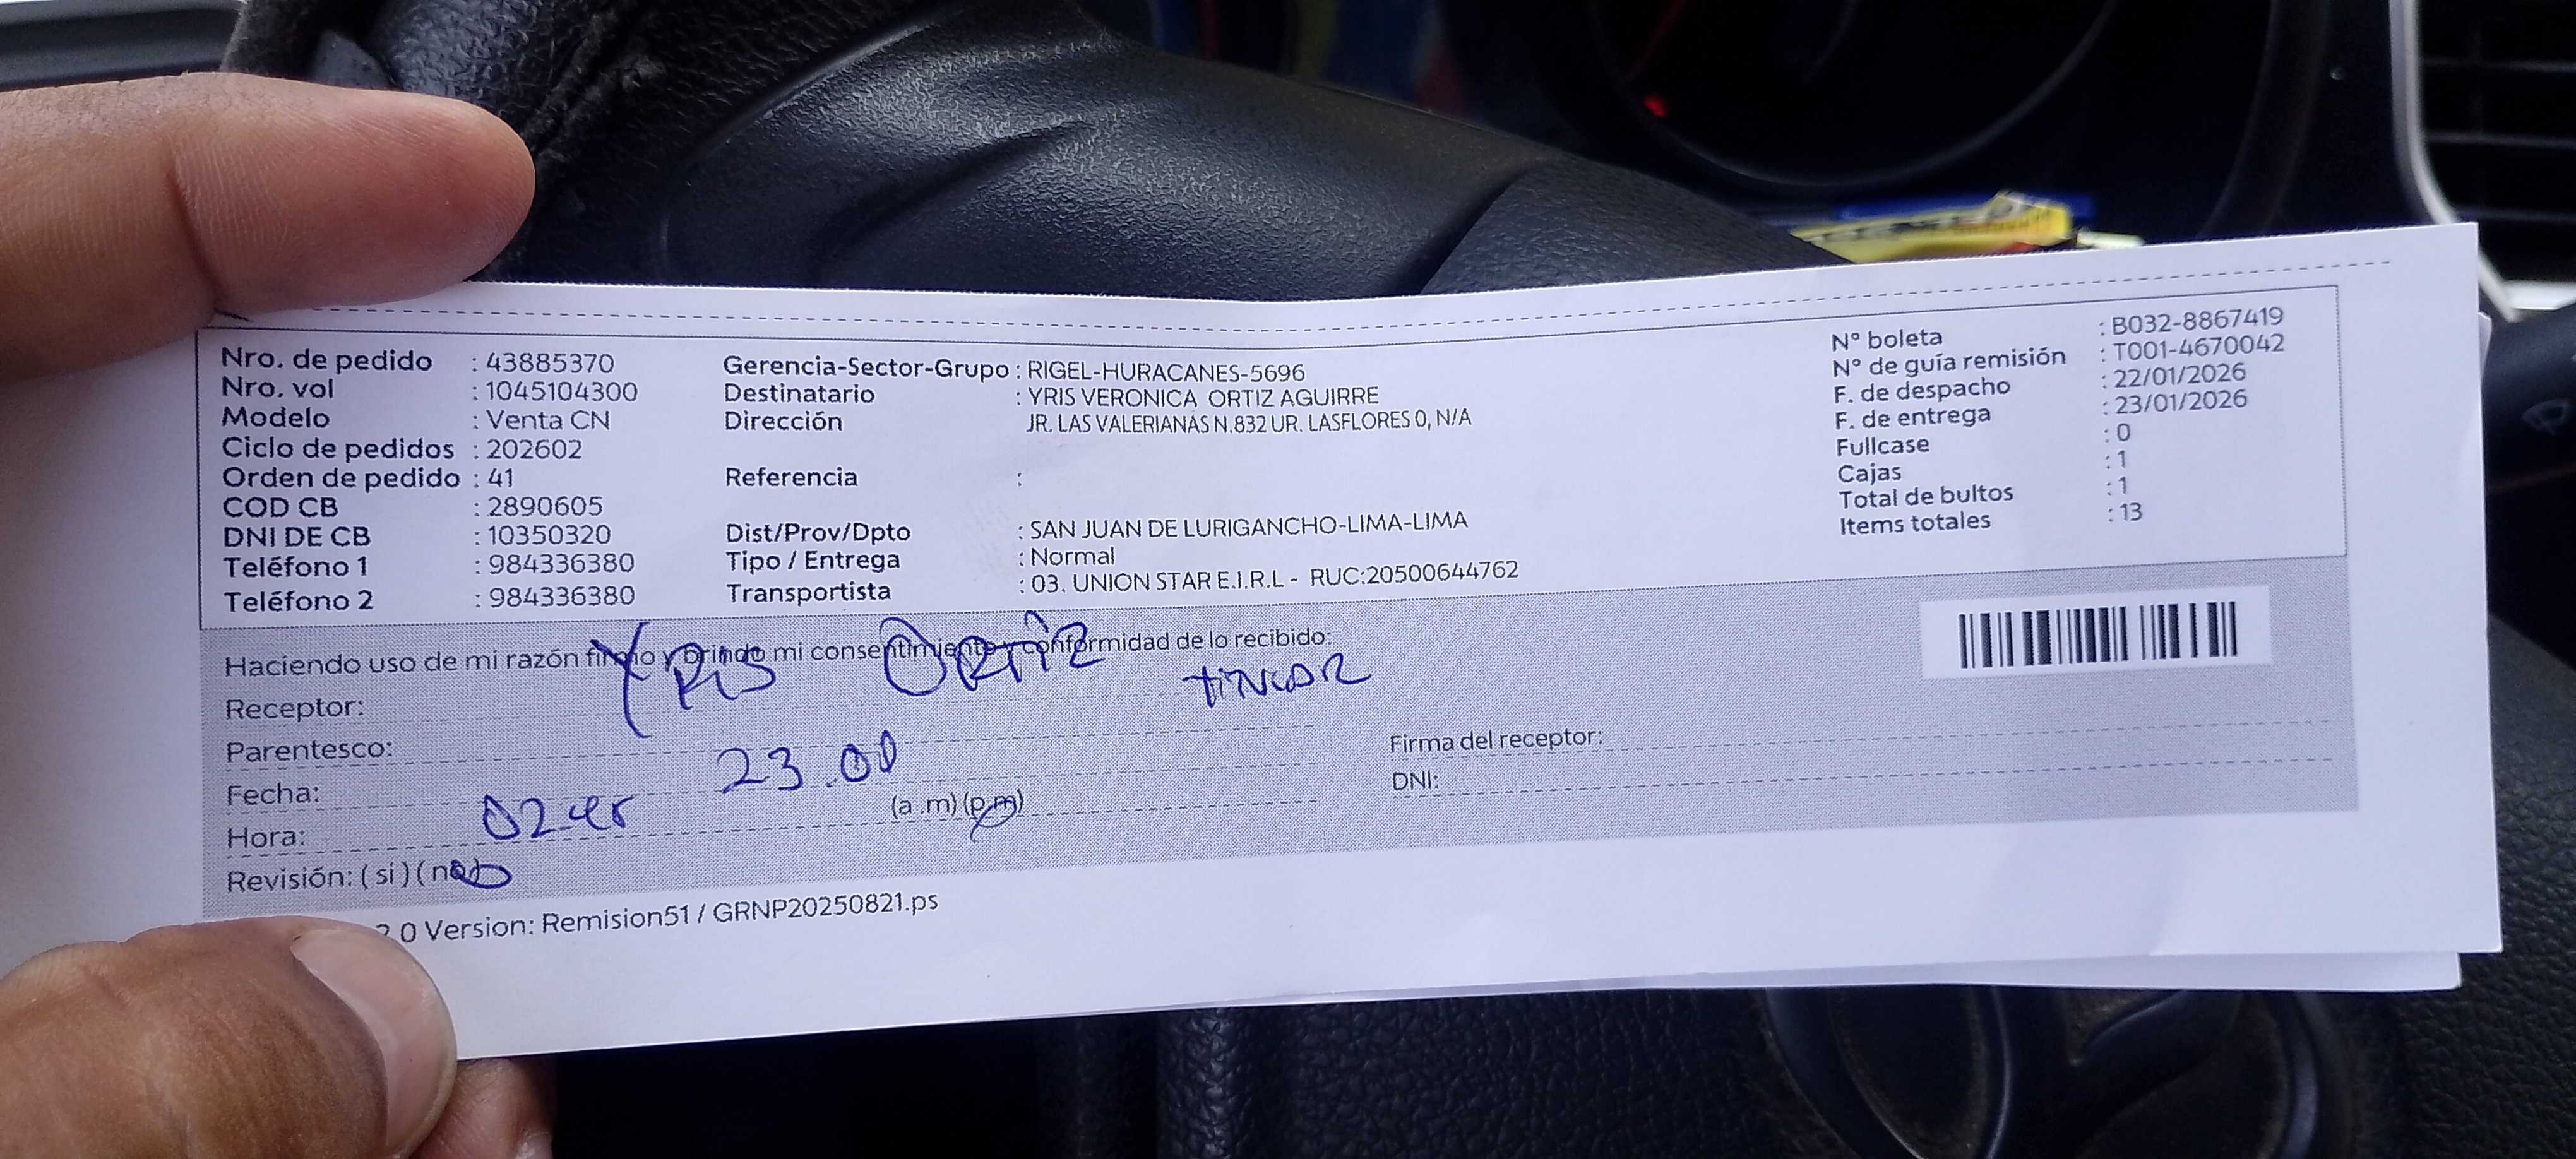 Nro. de pedido : 43885370
Nro. vol : 1045104300
Modelo : Venta CN
Ciclo de pedidos : 202602
Orden de pedido : 41
COD CB : 2890605
DNI DE CB : 10350320
Teléfono 1 : 984336380
Teléfono 2 : 984336380
Gerencia-Sector-Grupo : RIGEL-HURACANES-5696
Destinatario : YRIS VERONICA ORTIZ AGUIRRE
Dirección JR. LAS VALERIANAS N.832 UR. LASFLORES 0, N/A
Referencia :
Dist/Prov/Dpto : SAN JUAN DE LURIGANCHO-LIMA-LIMA
Tipo / Entrega : Normal
Transportista : 03. UNION STAR E.I.R.L - RUC:20500644762
N° boleta : B032-8867419
N° de guía remisión : T001-4670042
F. de despacho : 22/01/2026
F. de entrega : 23/01/2026
Fullcase : 0
Cajas : 1
Total de bultos : 1
Items totales : 13
Haciendo uso de mi razón firmo y brindo mi consentimiento y conformidad de lo recibido:
Receptor: YRIS ORTIZ
Parentesco:
Fecha: 23.00
Hora: (a.m) (p.m)
Revisión: ( si ) ( no )
Firma del receptor:
DNI:
2.0 Version: Remision51 / GRNP20250821.ps